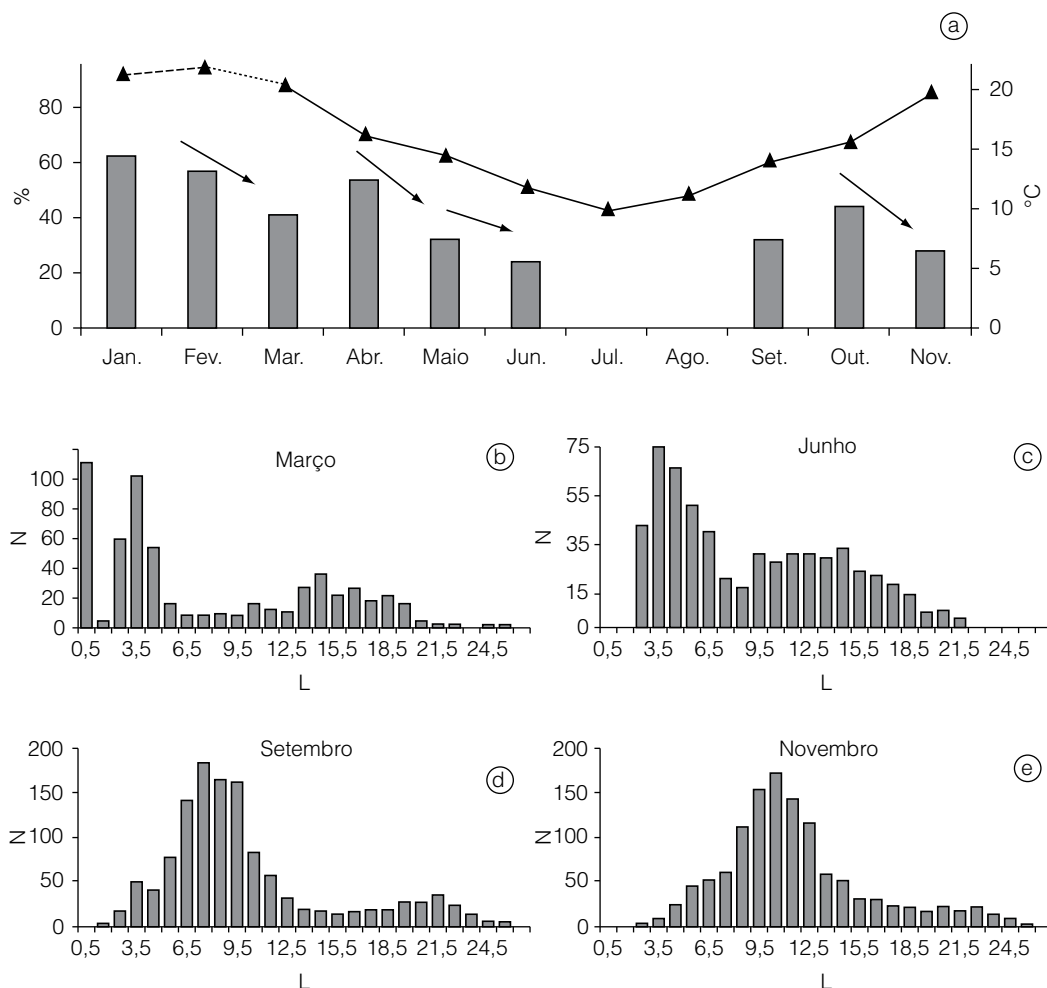 a
80
60
40
20
0
%
20
15
10
5
0
°C
Jan. Fev. Mar. Abr. Maio Jun. Jul. Ago. Set. Out. Nov.
Março
b
100
80
60
40
20
0
N
0,5 3,5 6,5 9,5 12,5 15,5 18,5 21,5 24,5
L
Junho
c
75
55
35
15
0
N
0,5 3,5 6,5 9,5 12,5 15,5 18,5 21,5 24,5
L
Setembro
d
200
150
100
50
0
N
0,5 3,5 6,5 9,5 12,5 15,5 18,5 21,5 24,5
L
Novembro
e
200
150
100
50
0
N
0,5 3,5 6,5 9,5 12,5 15,5 18,5 21,5 24,5
L